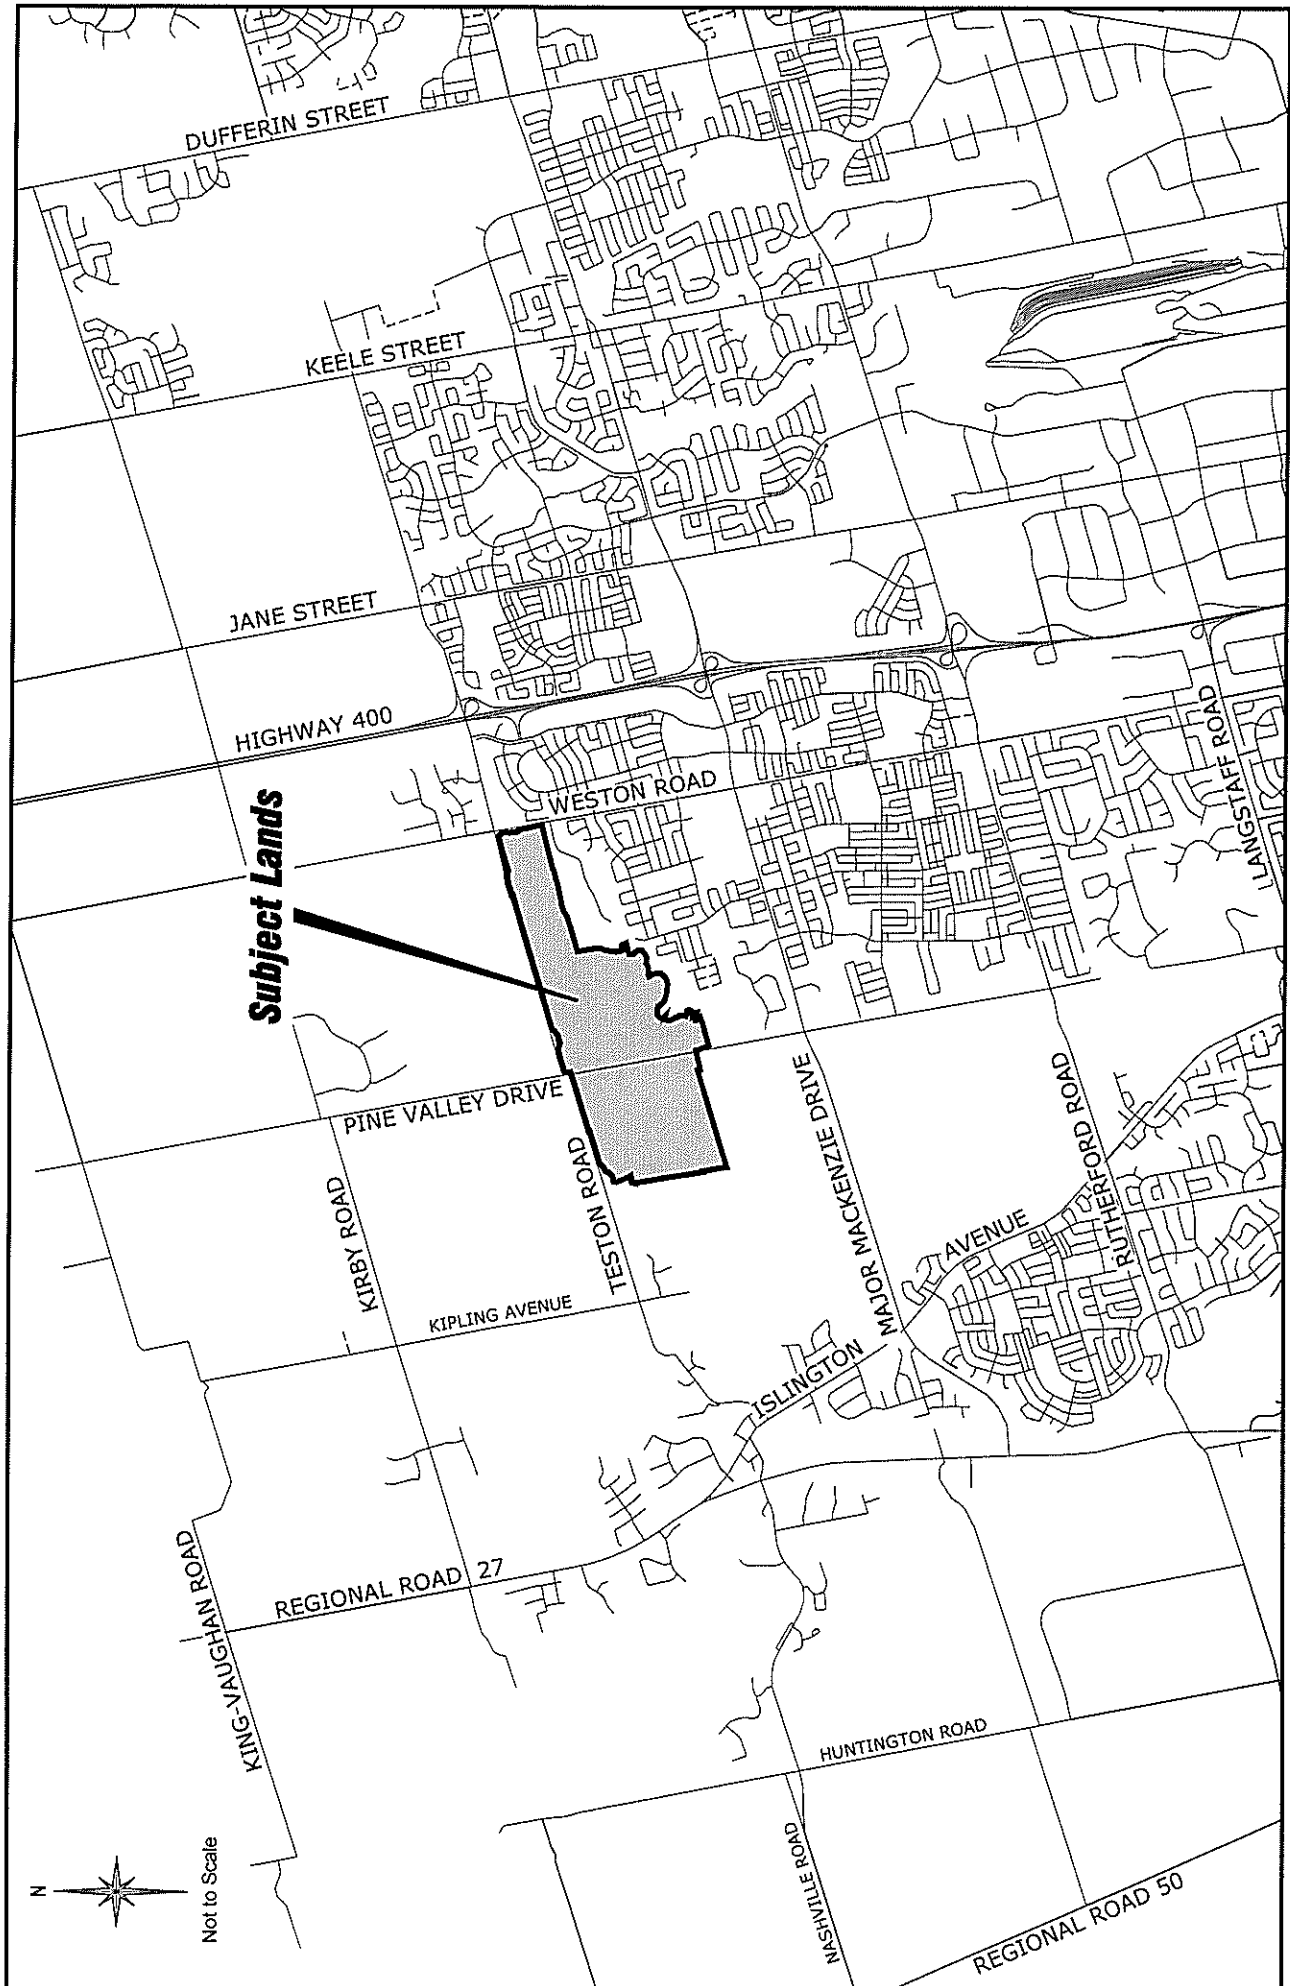 DUFFERIN STREET
KEELE STREET
JANE STREET
HIGHWAY 400
WESTON ROAD
LANGSTAFF ROAD
Subject Lands
PINE VALLEY DRIVE
KIRBY ROAD
TESTON ROAD
MAJOR MACKENZIE DRIVE
RUTHERFORD ROAD
KIPLING AVENUE
ISLINGTON
AVENUE
KING-VAUGHAN ROAD
REGIONAL ROAD 27
HUNTINGTON ROAD
NASHVILLE ROAD
REGIONAL ROAD 50
N
Not to Scale